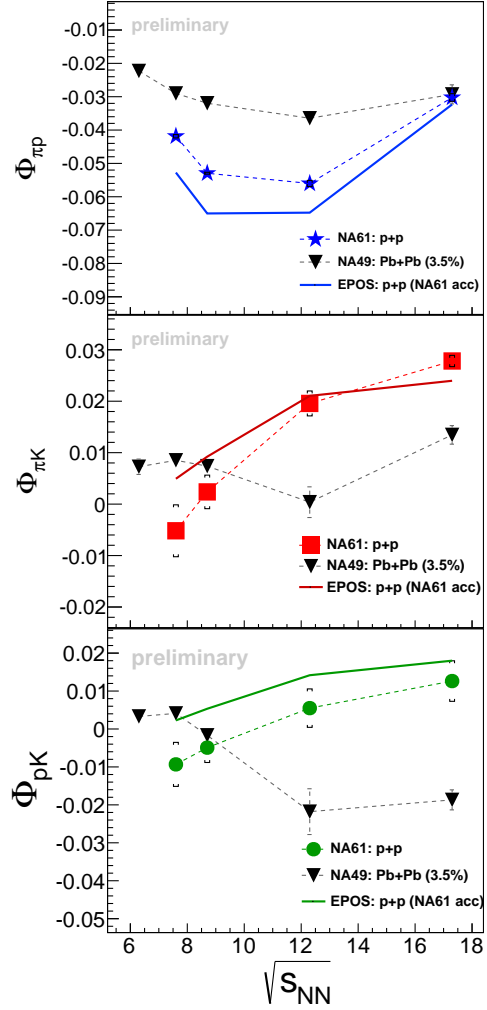 preliminary
-0.01
-0.02
-0.03
-0.04
-0.05
-0.06
-0.07
-0.08
-0.09
Φπp
NA61: p+p
NA49: Pb+Pb (3.5%)
EPOS: p+p (NA61 acc)
preliminary
0.03
0.02
0.01
0
-0.01
-0.02
ΦπK
NA61: p+p
NA49: Pb+Pb (3.5%)
EPOS: p+p (NA61 acc)
preliminary
0.02
0.01
0
-0.01
-0.02
-0.03
-0.04
-0.05
ΦpK
NA61: p+p
NA49: Pb+Pb (3.5%)
EPOS: p+p (NA61 acc)
6 8 10 12 14 16 18
√sNN